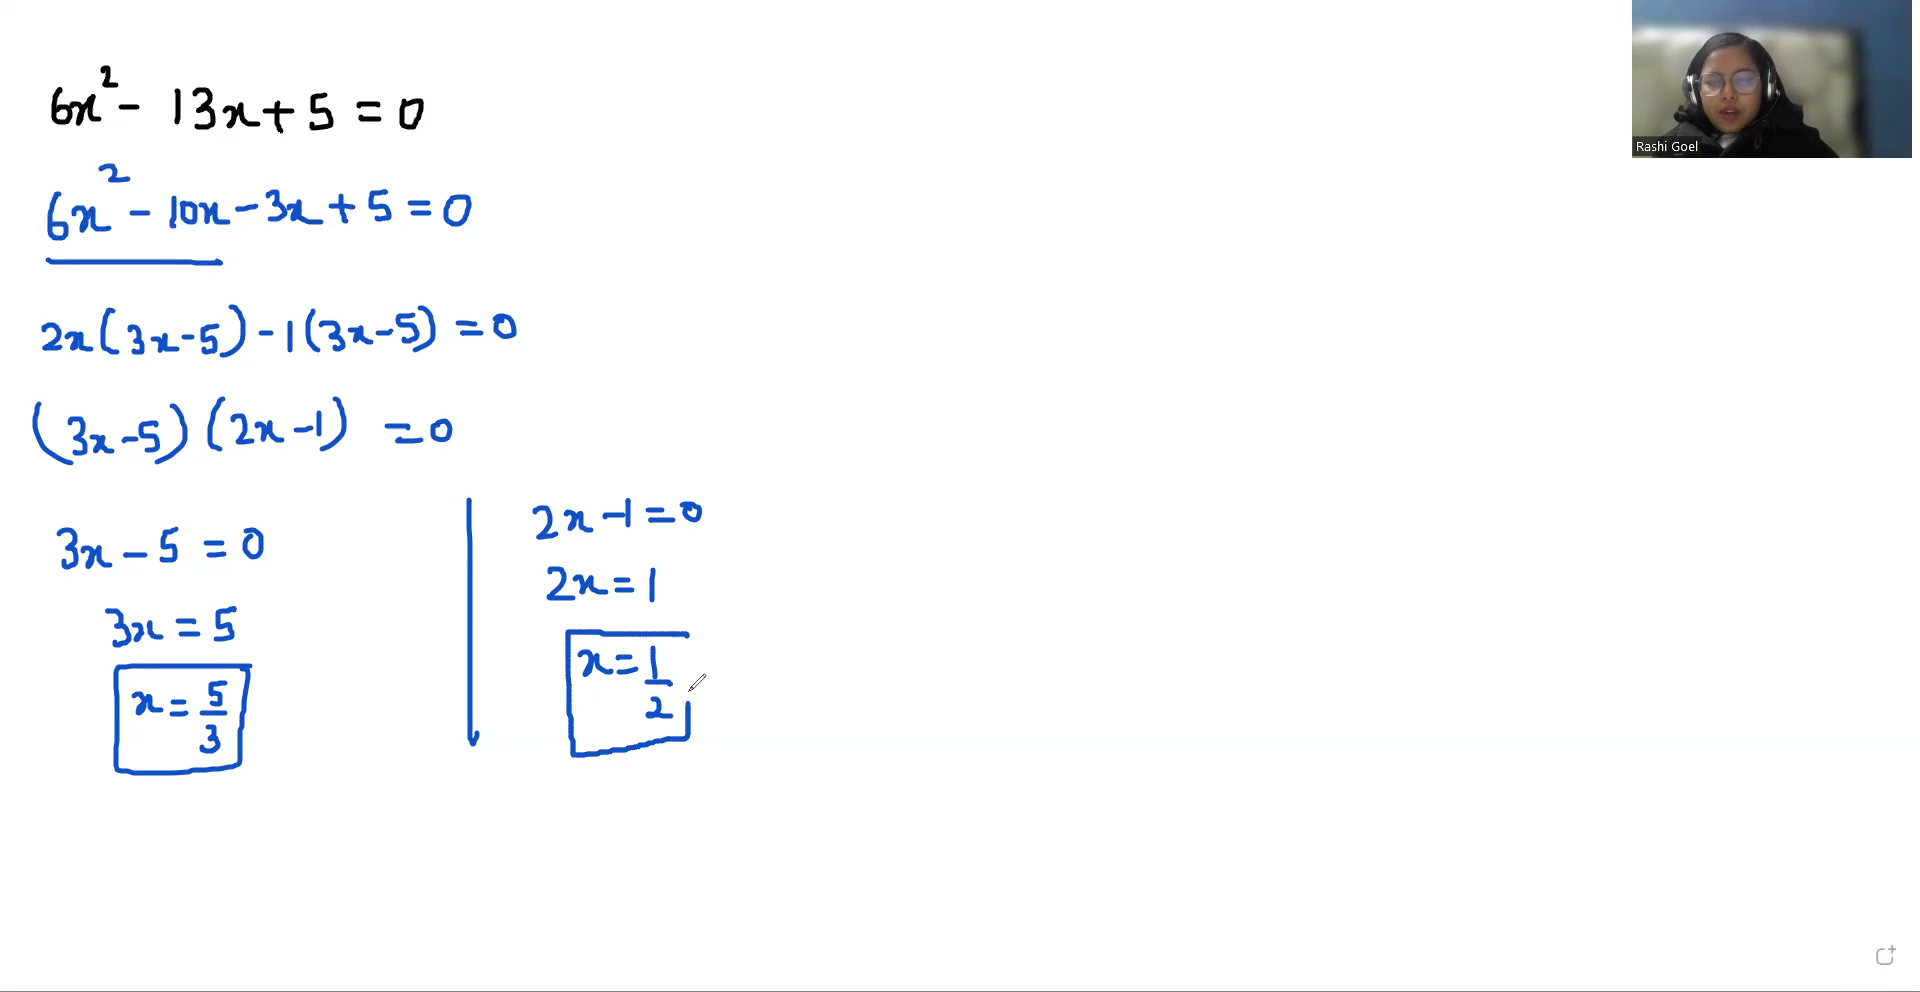 6x² - 13x + 5 = 0
6x² - 10x - 3x + 5 = 0
2x(3x-5) - 1(3x-5) = 0
(3x-5)(2x-1) = 0
3x - 5 = 0
3x = 5
x = 5/3
2x - 1 = 0
2x = 1
x = 1/2
Rashi Goel